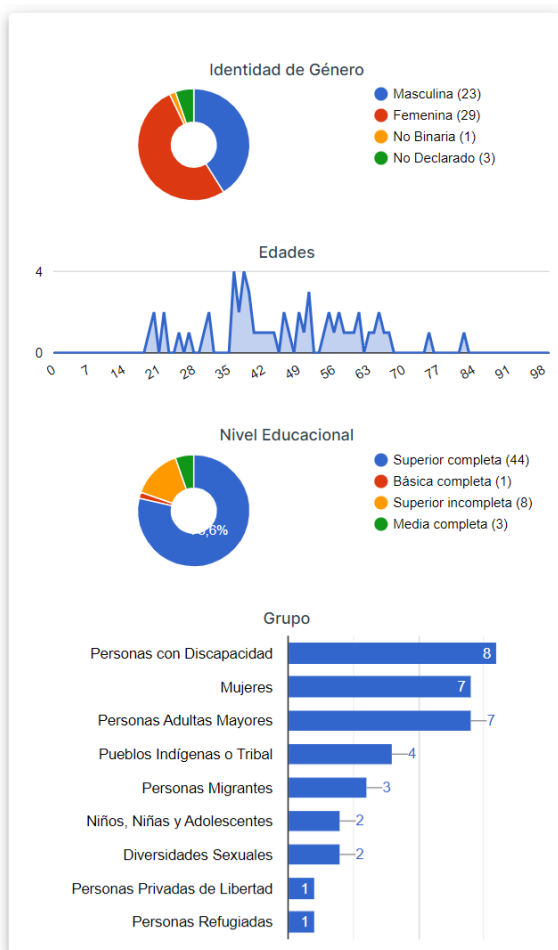 Identidad de Género
Masculina (23)
Femenina (29)
No Binaria (1)
No Declarado (3)
Edades
4
0
0 7 14 21 28 35 42 49 56 63 70 77 84 91 98
Nivel Educacional
Superior completa (44)
Básica completa (1)
Superior incompleta (8)
Media completa (3)
Grupo
Personas con Discapacidad 8
Mujeres 7
Personas Adultas Mayores 7
Pueblos Indígenas o Tribal 4
Personas Migrantes 3
Niños, Niñas y Adolescentes 2
Diversidades Sexuales 2
Personas Privadas de Libertad 1
Personas Refugiadas 1